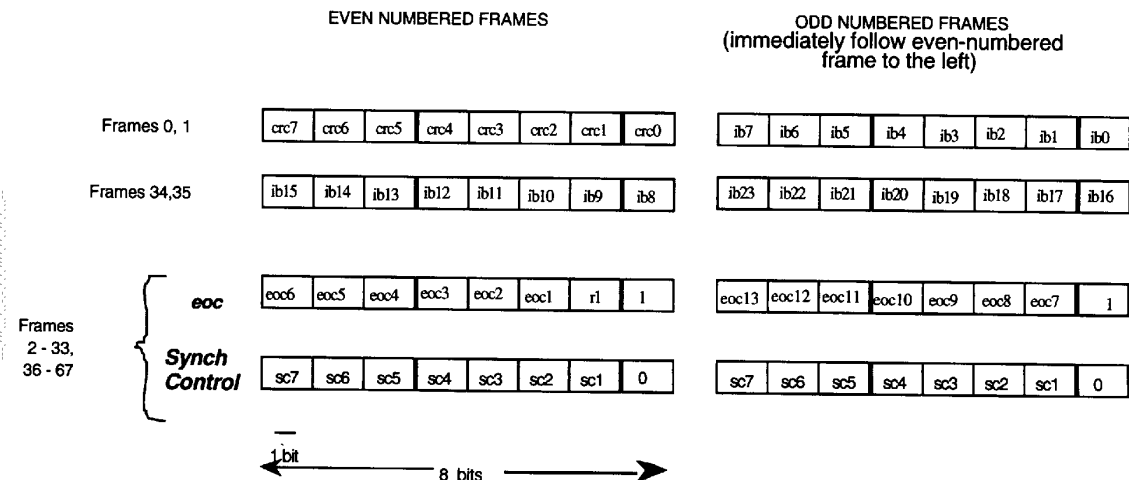 EVEN NUMBERED FRAMES
ODD NUMBERED FRAMES
(immediately follow even-numbered
frame to the left)
Frames 0, 1
crc7 crc6 crc5 crc4 crc3 crc2 crc1 crc0
ib7 ib6 ib5 ib4 ib3 ib2 ib1 ib0
Frames 34,35
ib15 ib14 ib13 ib12 ib11 ib10 ib9 ib8
ib23 ib22 ib21 ib20 ib19 ib18 ib17 ib16
Frames
2 - 33,
36 - 67
eoc
eoc6 eoc5 eoc4 eoc3 eoc2 eoc1 r1 1
eoc13 eoc12 eoc11 eoc10 eoc9 eoc8 eoc7 1
Synch
Control
sc7 sc6 sc5 sc4 sc3 sc2 sc1 0
sc7 sc6 sc5 sc4 sc3 sc2 sc1 0
1 bit
8 bits